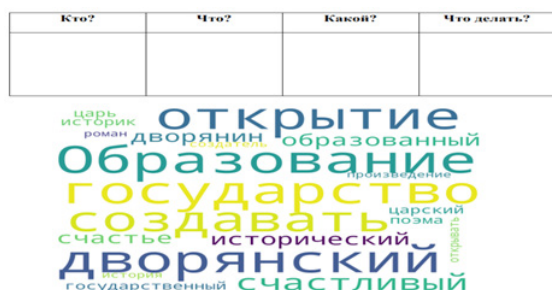 Кто? Что? Какой? Что делать?
царь
историк
открытие
роман
дворянин
создатель
образованный
Образование
произведение
государство
создавать
царский
поэма
счастье
исторический
открывать
дворянский
история
государственный
счастливый